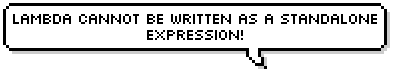 LAMBDA CANNOT BE WRITTEN AS A STANDALONE
EXPRESSION!